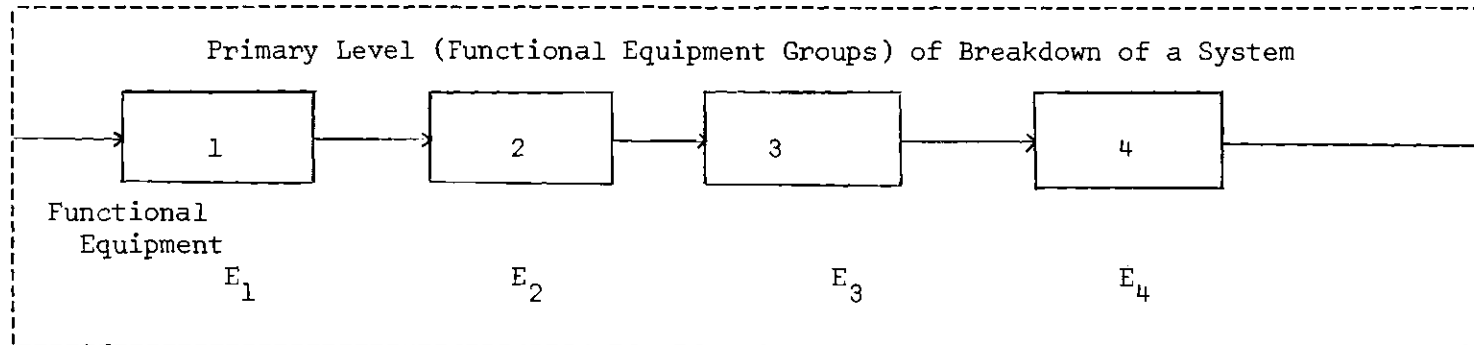 Primary Level (Functional Equipment Groups) of Breakdown of a System
1 2 3 4
Functional
Equipment
E1 E2 E3 E4